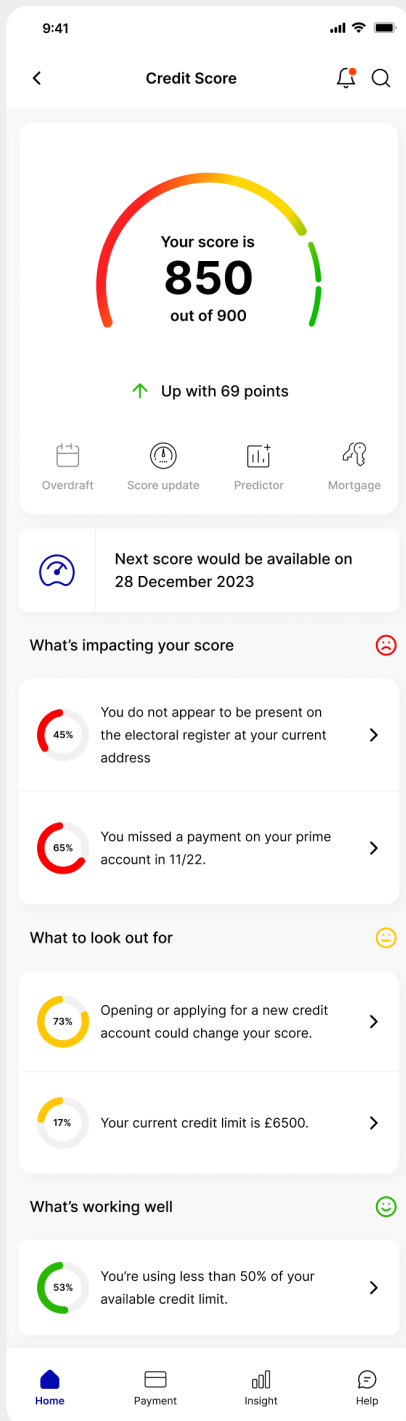 9:41
Credit Score
Your score is
850
out of 900
Up with 69 points
Overdraft
Score update
Predictor
Mortgage
Next score would be available on
28 December 2023
What's impacting your score
45%
You do not appear to be present on
the electoral register at your current
address
65%
You missed a payment on your prime
account in 11/22.
What to look out for
73%
Opening or applying for a new credit
account could change your score.
17%
Your current credit limit is £6500.
What's working well
53%
You're using less than 50% of your
available credit limit.
Home
Payment
Insight
Help